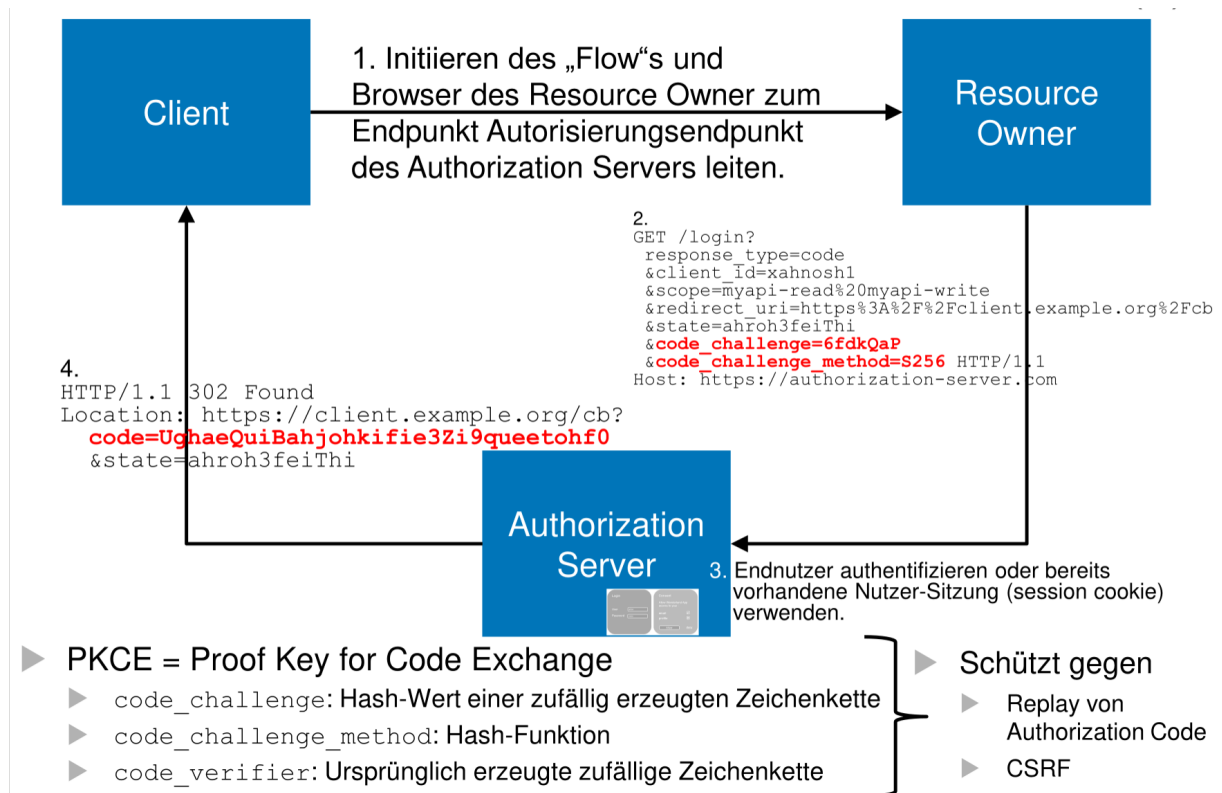 Client
1. Initiieren des „Flow“s und
Browser des Resource Owner zum
Endpunkt Autorisierungsendpunkt
des Authorization Servers leiten.
Resource
Owner
2.
GET /login?
response_type=code
&client_id=xahnosh1
&scope=myapi-read%20myapi-write
&redirect_uri=https%3A%2F%2Fclient.example.org%2Fcb
&state=ahroh3feiThi
&code_challenge=6fdkQaP
&code_challenge_method=S256 HTTP/1.1
Host: https://authorization-server.com
4.
HTTP/1.1 302 Found
Location: https://client.example.org/cb?
code=UghaeQuiBahjohkifie3Zi9queetohf0
&state=ahroh3feiThi
Authorization
Server
3. Endnutzer authentifizieren oder bereits
vorhandene Nutzer-Sitzung (session cookie)
verwenden.
PKCE = Proof Key for Code Exchange
code_challenge: Hash-Wert einer zufällig erzeugten Zeichenkette
code_challenge_method: Hash-Funktion
code_verifier: Ursprünglich erzeugte zufällige Zeichenkette
Schützt gegen
Replay von
Authorization Code
CSRF